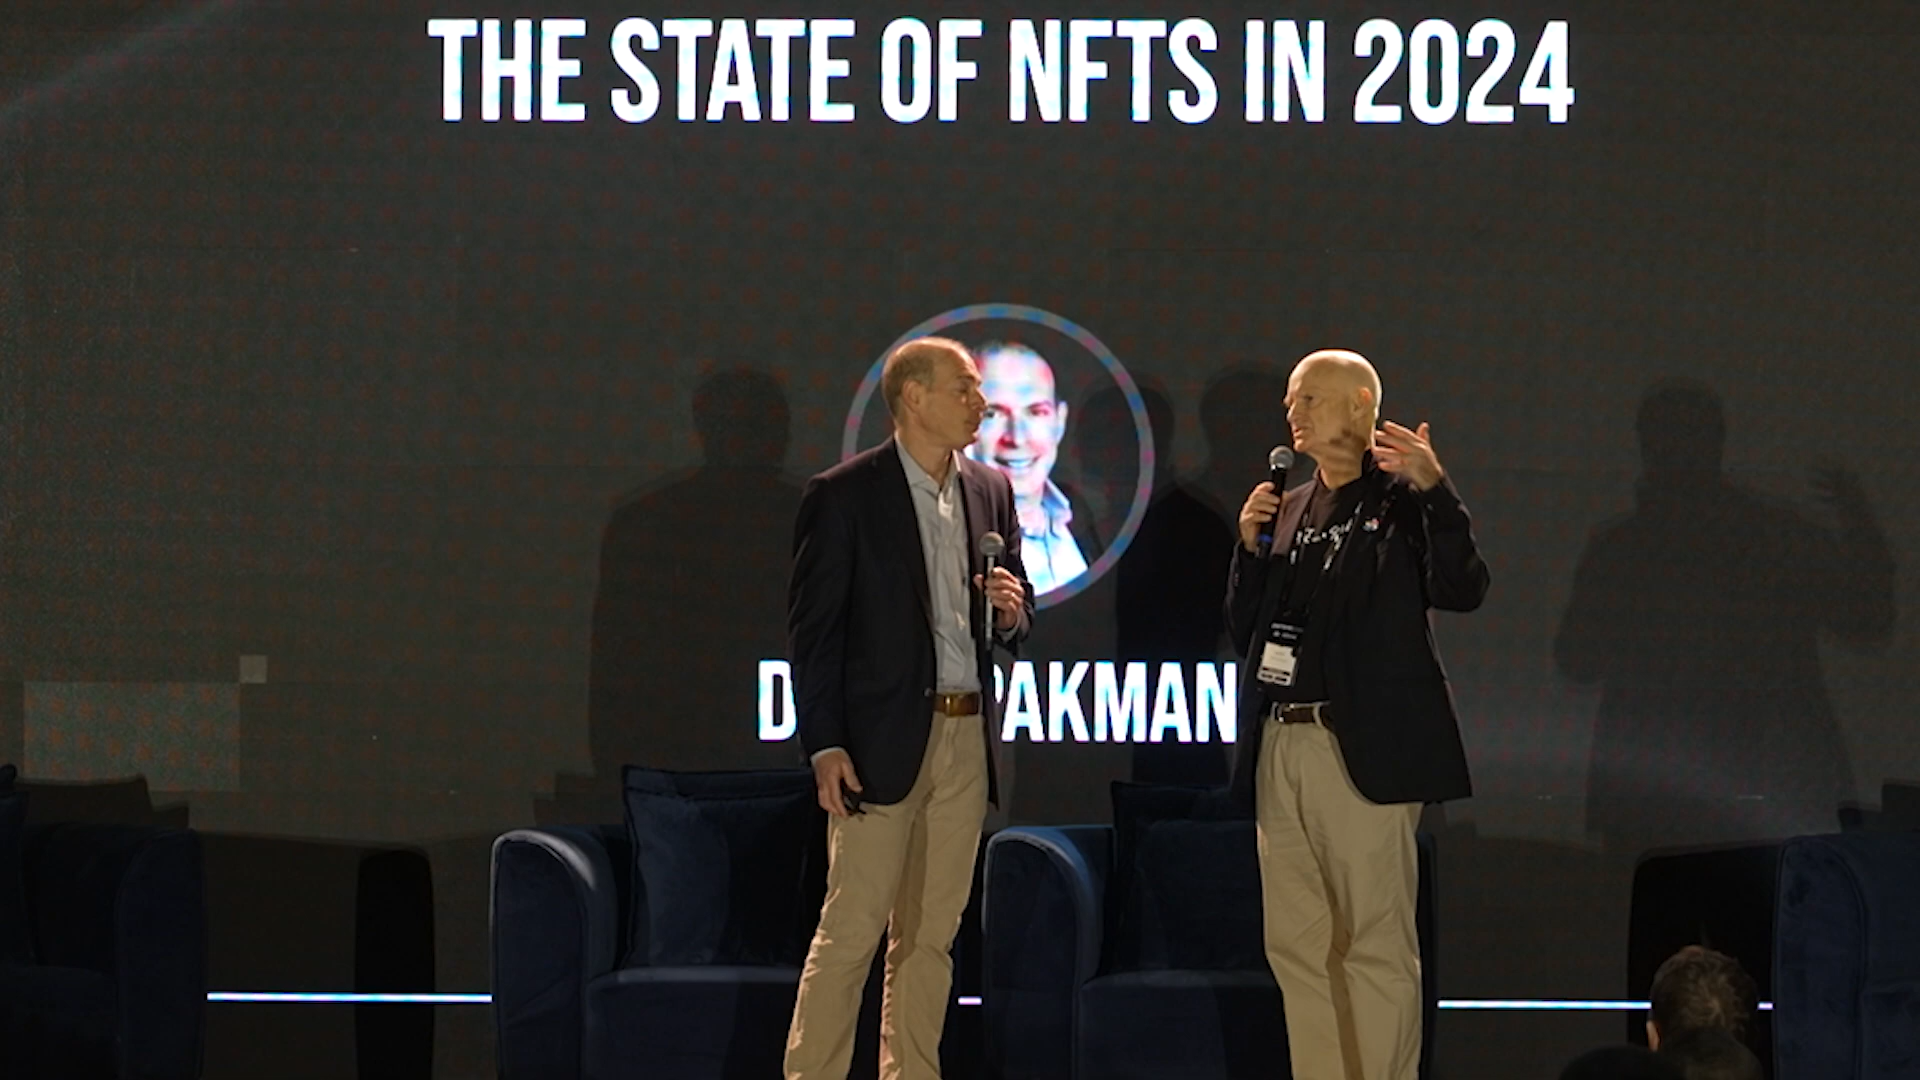 THE STATE OF NFTS IN 2024
D PAKMAN